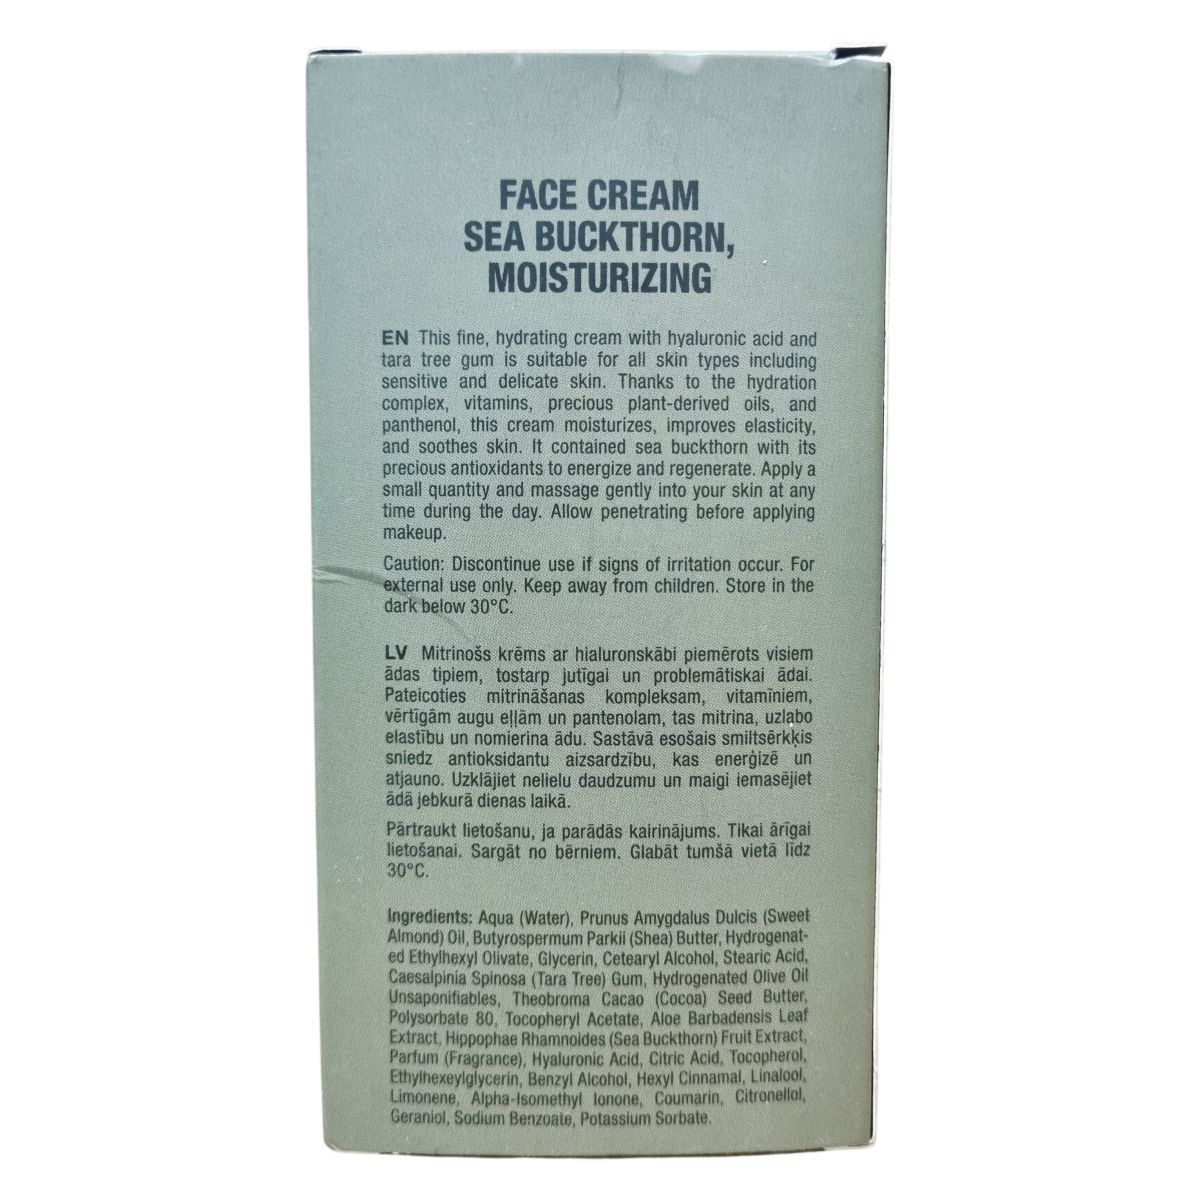 FACE CREAM
SEA BUCKTHORN,
MOISTURIZING
EN This fine, hydrating cream with hyaluronic acid and
tara tree gum is suitable for all skin types including
sensitive and delicate skin. Thanks to the hydration
complex, vitamins, precious plant-derived oils, and
panthenol, this cream moisturizes, improves elasticity,
and soothes skin. It contained sea buckthorn with its
precious antioxidants to energize and regenerate. Apply a
small quantity and massage gently into your skin at any
time during the day. Allow penetrating before applying
makeup.
Caution: Discontinue use if signs of irritation occur. For
external use only. Keep away from children. Store in the
dark below 30°C.
LV Mitrinošs krēms ar hialuronskābi piemērots visiem
ādas tipiem, tostarp jutīgai un problemātiskai ādai.
Pateicoties mitrināšanas kompleksam, vitamīniem,
vērtīgām augu eļļām un pantenolam, tas mitrina, uzlabo
elastību un nomierina ādu. Sastāvā esošais smiltsērkķis
sniedz antioksidantu aizsardzību, kas enerģizē un
atjauno. Uzklājiet nelielu daudzumu un maigi iemasējiet
ādā jebkurā dienas laikā.
Pārtraukt lietošanu, ja parādās kairinājums. Tikai ārīgai
lietošanai. Sargāt no bērniem. Glabāt tumšā vietā līdz
30°C.
Ingredients: Aqua (Water), Prunus Amygdalus Dulcis (Sweet
Almond) Oil, Butyrospermum Parkii (Shea) Butter, Hydrogenat-
ed Ethylhexyl Olivate, Glycerin, Cetearyl Alcohol, Stearic Acid,
Caesalpinia Spinosa (Tara Tree) Gum, Hydrogenated Olive Oil
Unsaponifiables, Theobroma Cacao (Cocoa) Seed Butter,
Polysorbate 80, Tocopheryl Acetate, Aloe Barbadensis Leaf
Extract, Hippophae Rhamnoides (Sea Buckthorn) Fruit Extract,
Parfum (Fragrance), Hyaluronic Acid, Citric Acid, Tocopherol,
Ethylhexeylglycerin, Benzyl Alcohol, Hexyl Cinnamal, Linalool,
Limonene, Alpha-Isomethyl Ionone, Coumarin, Citronellol,
Geraniol, Sodium Benzoate, Potassium Sorbate.